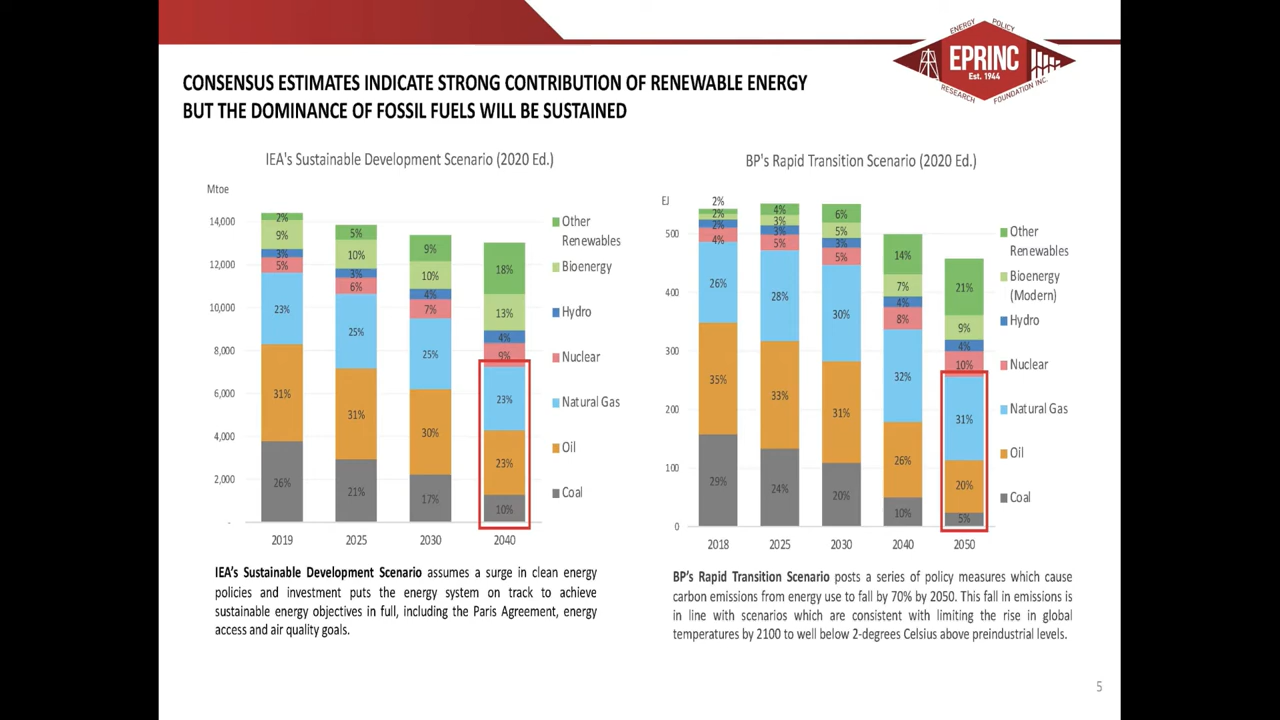 ENERGY POLICY
EPRINC
Est. 1944
RESEARCH FOUNDATION INC.
CONSENSUS ESTIMATES INDICATE STRONG CONTRIBUTION OF RENEWABLE ENERGY
BUT THE DOMINANCE OF FOSSIL FUELS WILL BE SUSTAINED
IEA's Sustainable Development Scenario (2020 Ed.)
Mtoe
14,000
12,000
10,000
8,000
6,000
4,000
2,000
-
2%
9%
3%
5%
23%
31%
26%
5%
10%
3%
6%
25%
31%
21%
9%
10%
4%
7%
25%
30%
17%
18%
13%
4%
9%
23%
23%
10%
2019 2025 2030 2040
Other
Renewables
Bioenergy
Hydro
Nuclear
Natural Gas
Oil
Coal
IEA's Sustainable Development Scenario assumes a surge in clean energy
policies and investment puts the energy system on track to achieve
sustainable energy objectives in full, including the Paris Agreement, energy
access and air quality goals.
BP's Rapid Transition Scenario (2020 Ed.)
EJ
500
400
300
200
100
0
2%
2%
2%
4%
26%
35%
29%
4%
3%
3%
5%
28%
33%
24%
6%
5%
3%
5%
30%
31%
20%
14%
7%
4%
8%
32%
26%
10%
21%
9%
4%
10%
31%
20%
5%
2018 2025 2030 2040 2050
Other
Renewables
Bioenergy
(Modern)
Hydro
Nuclear
Natural Gas
Oil
Coal
BP's Rapid Transition Scenario posts a series of policy measures which cause
carbon emissions from energy use to fall by 70% by 2050. This fall in emissions is
in line with scenarios which are consistent with limiting the rise in global
temperatures by 2100 to well below 2-degrees Celsius above preindustrial levels.
5